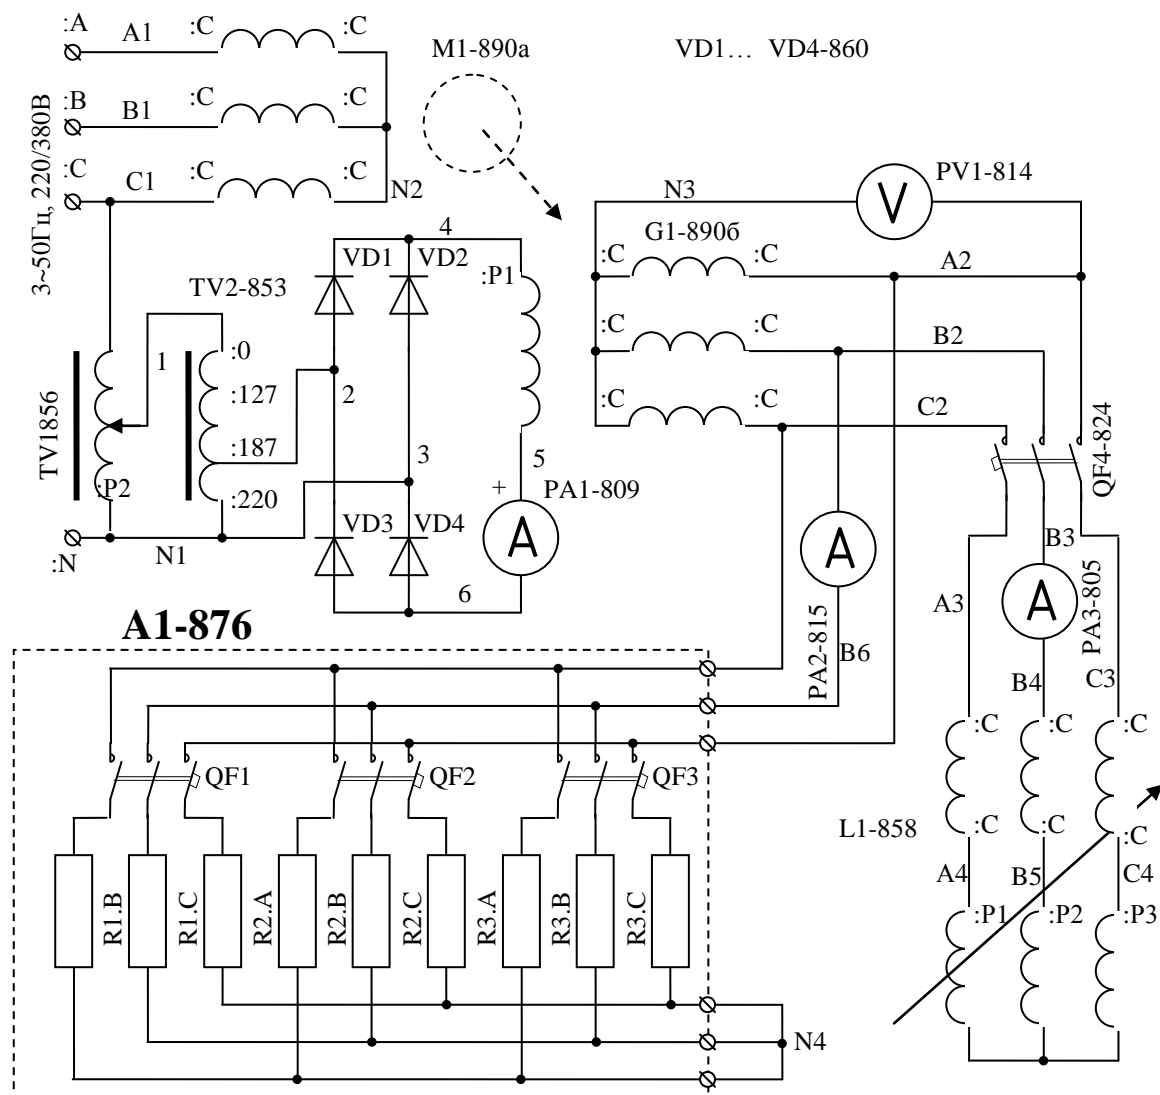 :A A1 :C :C
M1-890а
VD1… VD4-860
:B B1 :C :C
:C C1 :C :C N2
3~50Гц, 220/380В
N3 V PV1-814
4
G1-890б
:C :C A2
VD1 VD2
:P1
TV2-853
:C :C B2
1 :0
2
:127
:C :C C2
:187
3
5
TV1856
:P2
:220
+ PA1-809
QF4-824
:N N1
VD3 VD4
A
6
A
PA2-815
B6
B3
A
PA3-805
A3
B4 C3
A1-876
:C :C :C
QF1 QF2 QF3
L1-858
:C :C :C
A4 B5 C4
R1.B R1.C R2.A R2.B R2.C R3.A R3.B R3.C
:P1 :P2 :P3
N4